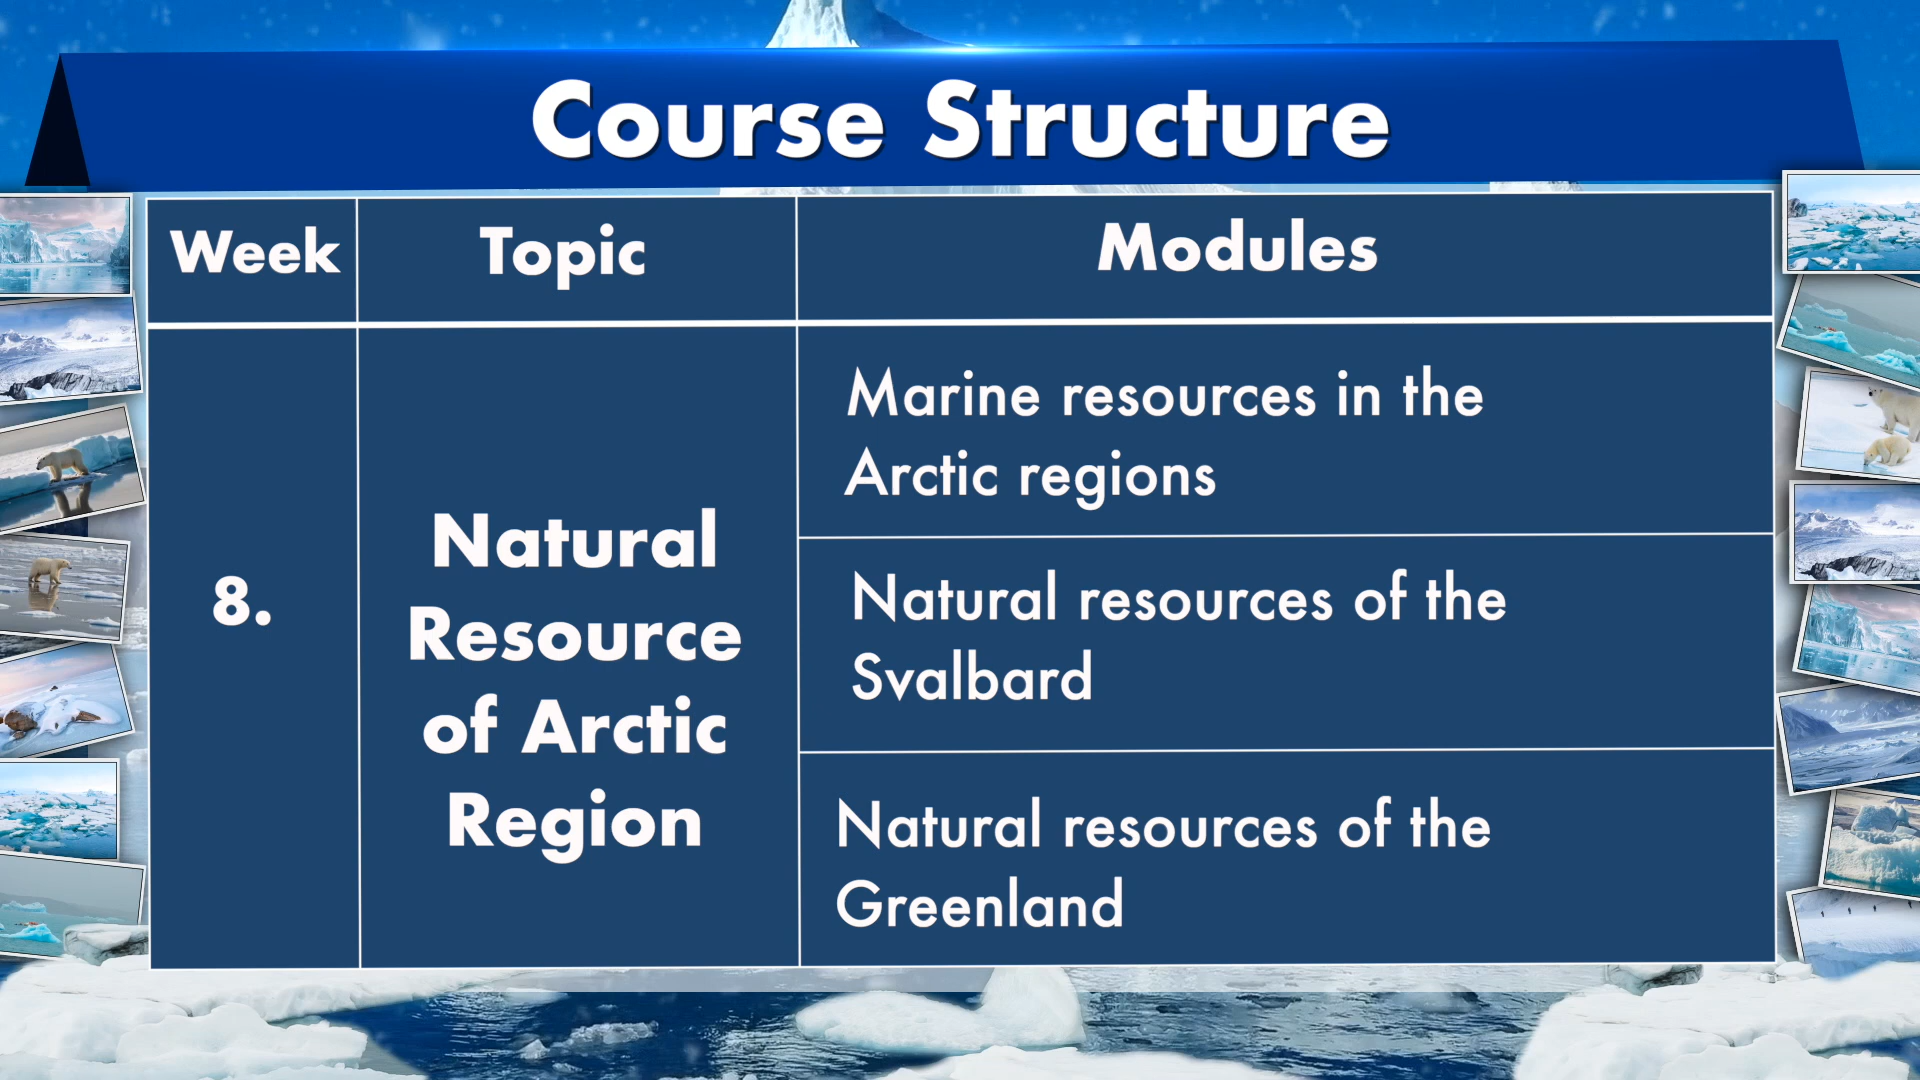 Course Structure
Week
Topic
Modules
8.
Natural
Resource
of Arctic
Region
Marine resources in the
Arctic regions
Natural resources of the
Svalbard
Natural resources of the
Greenland